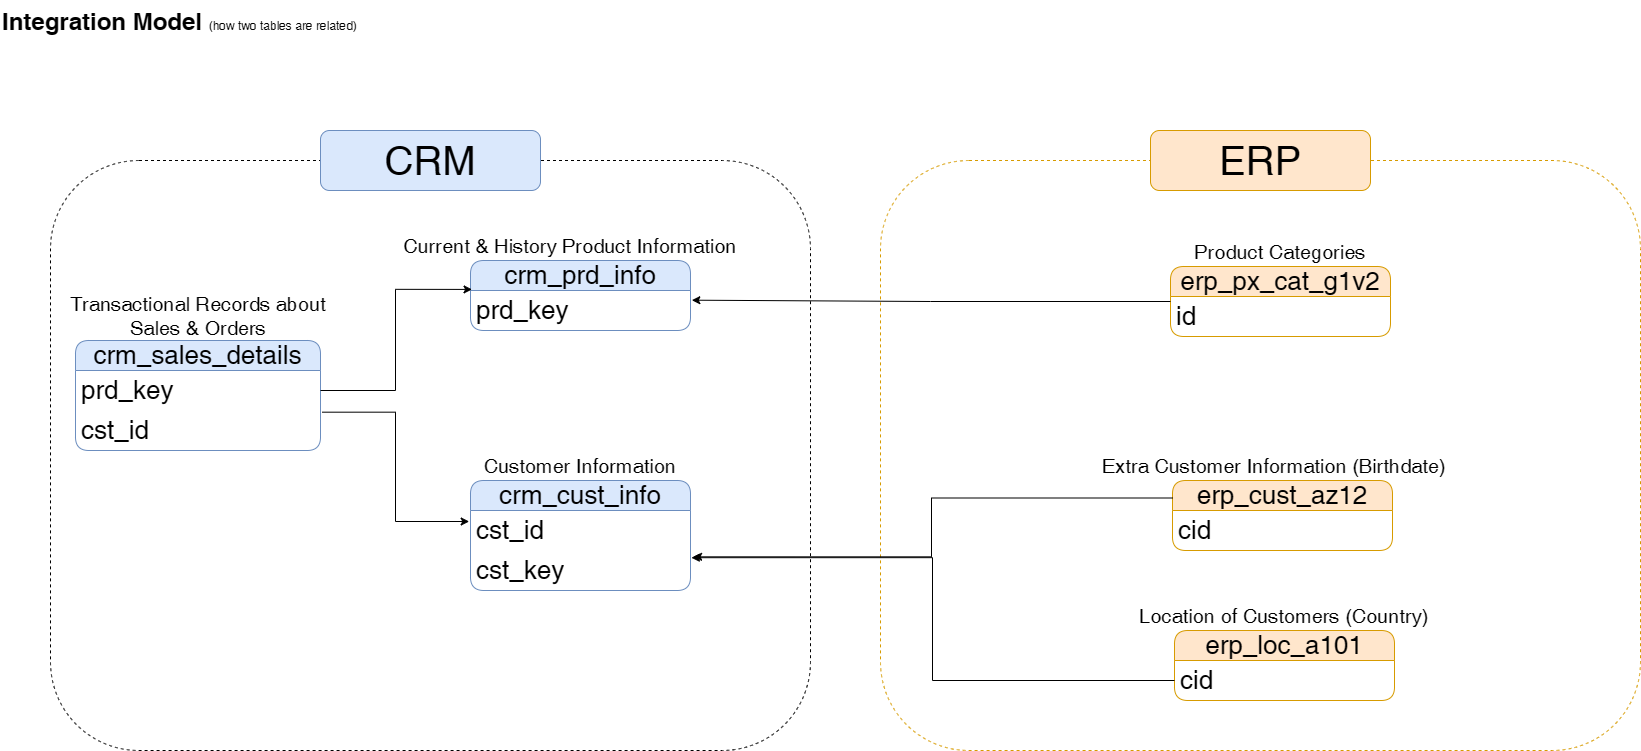 Integration Model (how two tables are related)
CRM
ERP
Current & History Product Information
crm_prd_info
prd_key
Product Categories
erp_px_cat_g1v2
id
Transactional Records about
Sales & Orders
crm_sales_details
prd_key
cst_id
Customer Information
crm_cust_info
cst_id
cst_key
Extra Customer Information (Birthdate)
erp_cust_az12
cid
Location of Customers (Country)
erp_loc_a101
cid